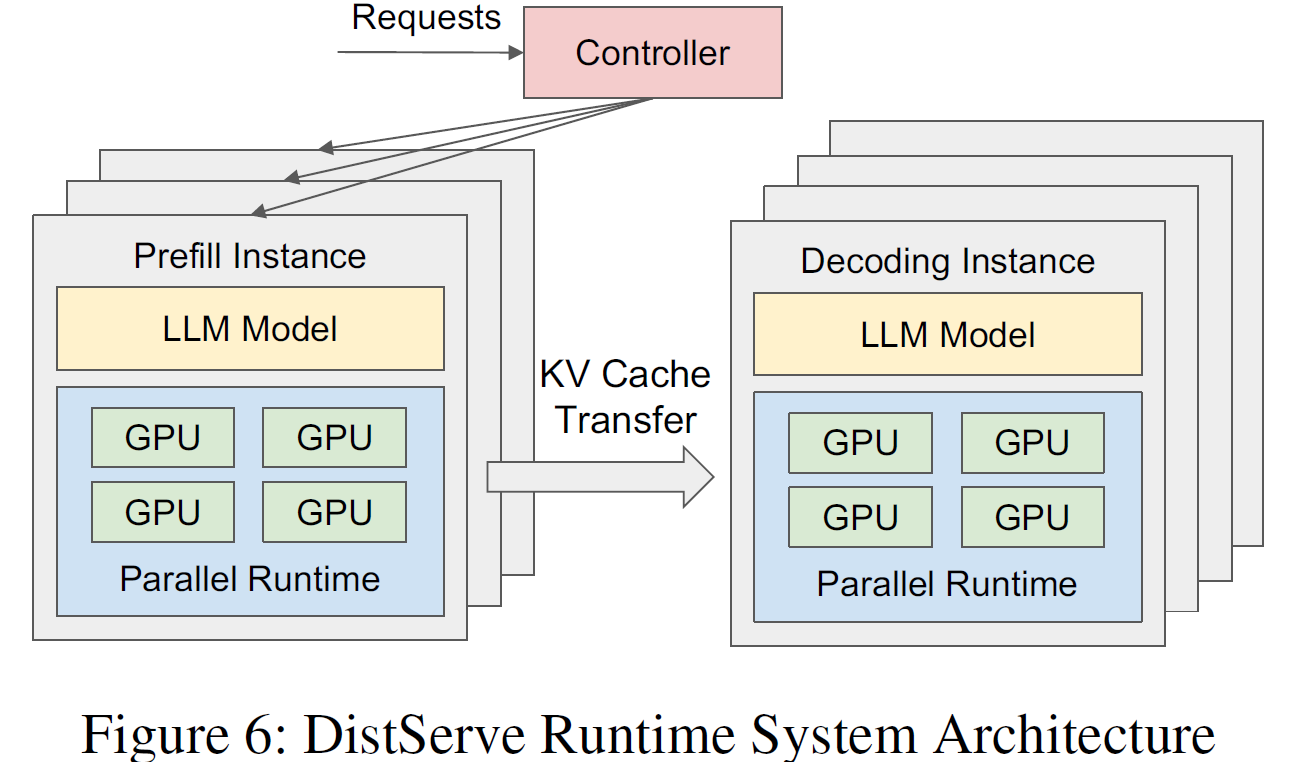 Requests
Controller
Prefill Instance
LLM Model
GPU GPU
GPU GPU
Parallel Runtime
KV Cache
Transfer
Decoding Instance
LLM Model
GPU GPU
GPU GPU
Parallel Runtime
Figure 6: DistServe Runtime System Architecture